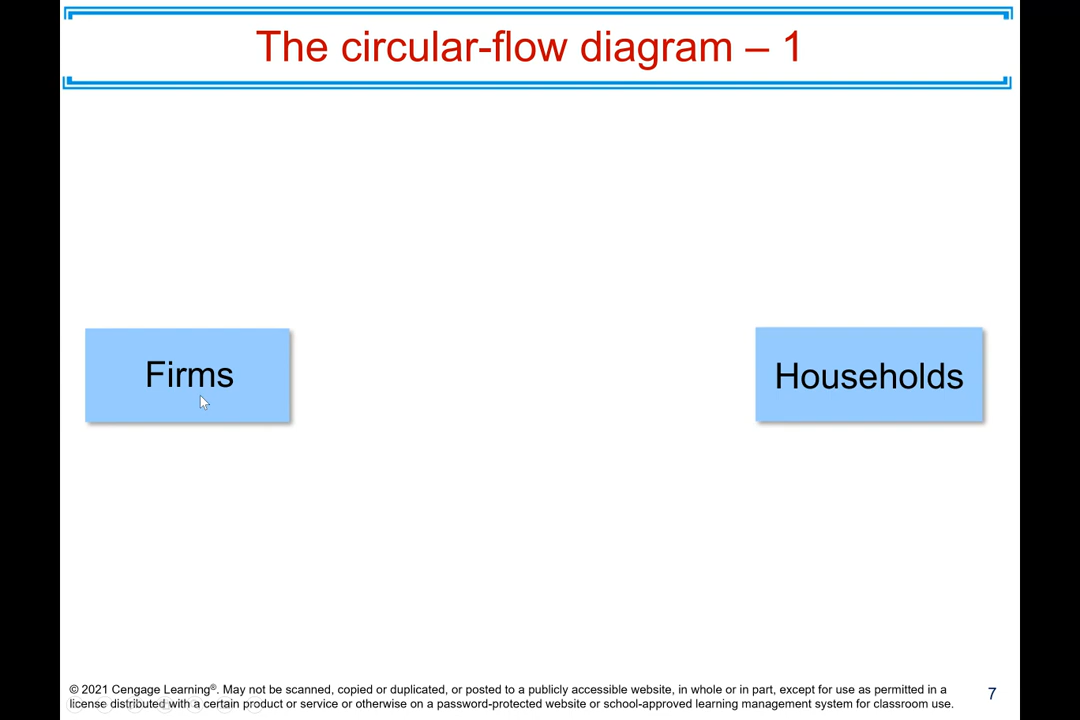 The circular-flow diagram – 1
Firms
Households
© 2021 Cengage Learning®. May not be scanned, copied or duplicated, or posted to a publicly accessible website, in whole or in part, except for use as permitted in a
license distributed with a certain product or service or otherwise on a password-protected website or school-approved learning management system for classroom use.
7